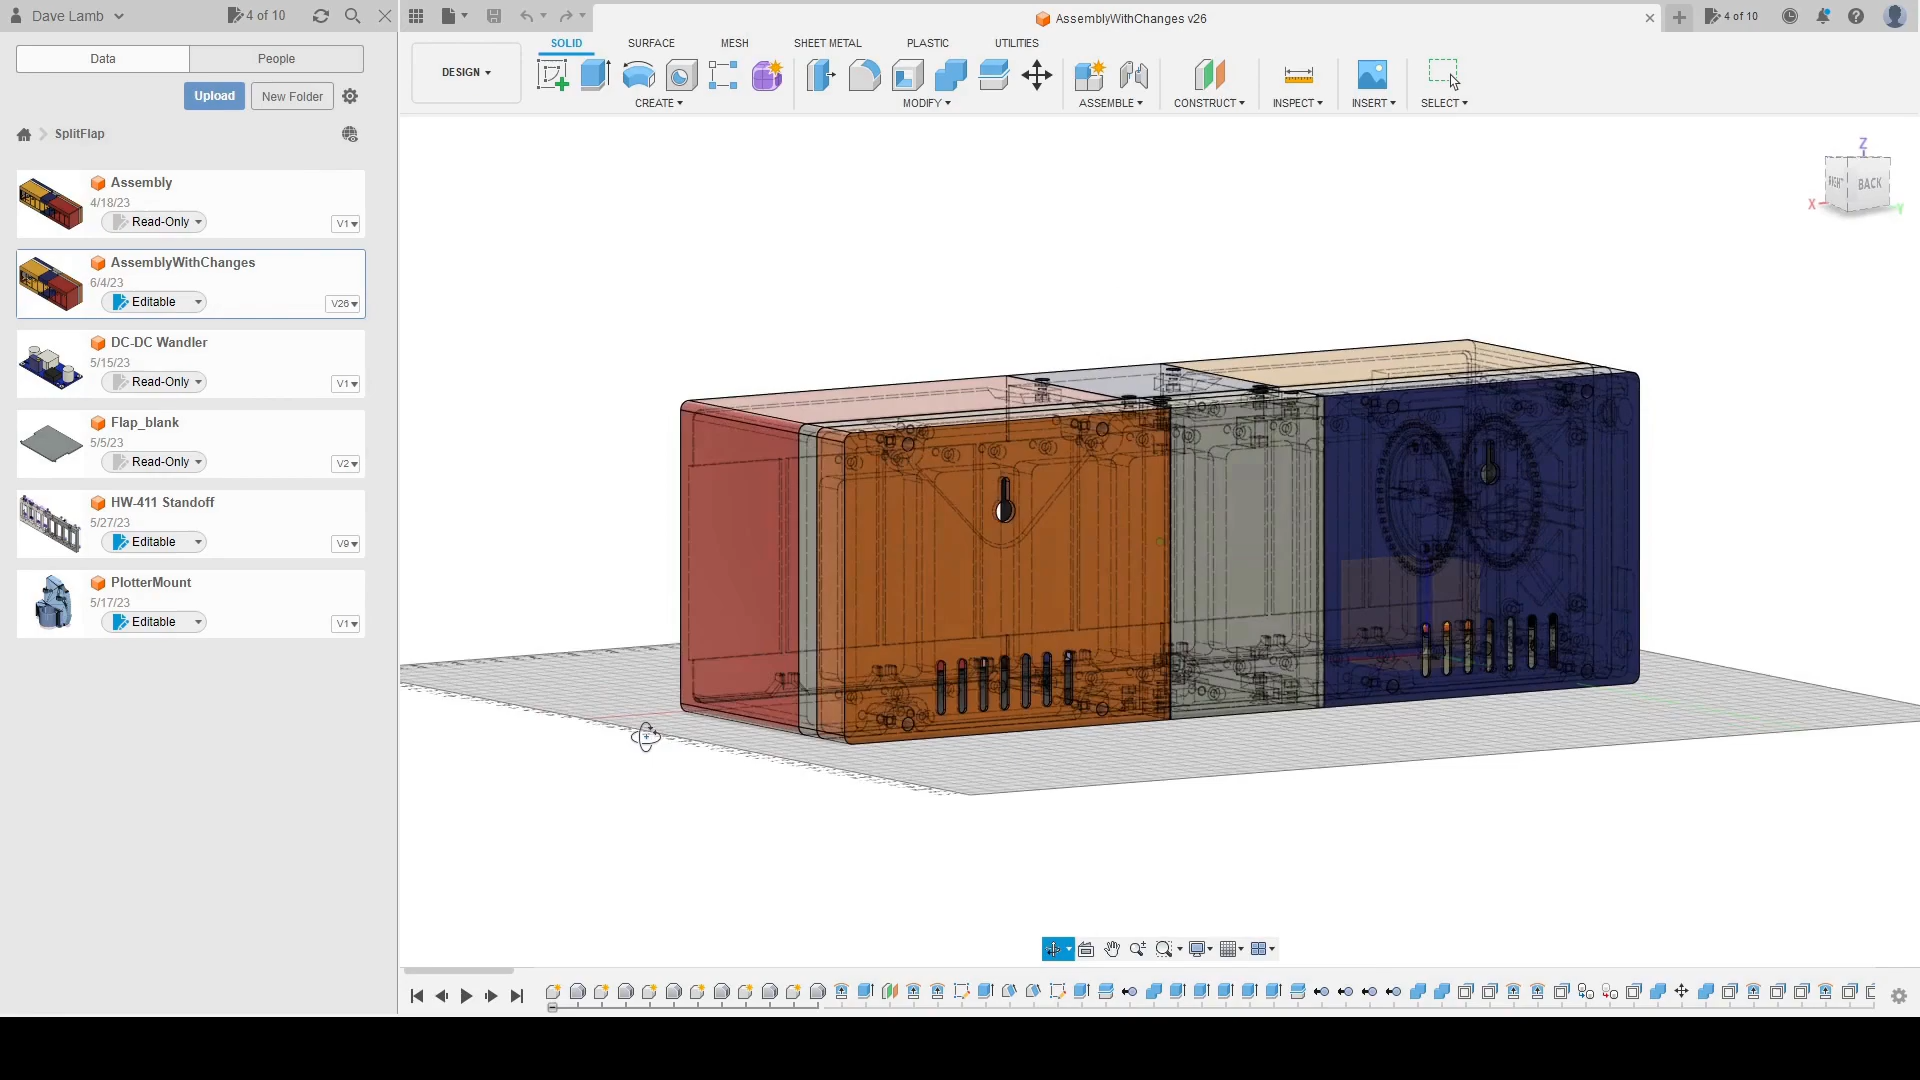 Dave Lamb
4 of 10
AssemblyWithChanges v26
4 of 10
Data
People
Upload
New Folder
SplitFlap
Assembly
4/18/23
Read-Only
V1
AssemblyWithChanges
6/4/23
Editable
V26
DC-DC Wandler
5/15/23
Read-Only
V1
Flap_blank
5/5/23
Read-Only
V2
HW-411 Standoff
5/27/23
Editable
V9
PlotterMount
5/17/23
Editable
V1
DESIGN
SOLID
SURFACE
MESH
SHEET METAL
PLASTIC
UTILITIES
CREATE
MODIFY
ASSEMBLE
CONSTRUCT
INSPECT
INSERT
SELECT
Z
RIGHT
BACK
X
Y